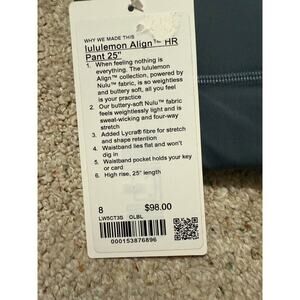 WHY WE MADE THIS
lululemon Align™ HR
Pant 25"
1. When feeling nothing is
everything. The lululemon
Align™ collection, powered by
Nulu™ fabric, is so weightless
and buttery soft, all you feel
is your practice
2. Our buttery-soft Nulu™ fabric
feels weightlessly light and is
sweat-wicking and four-way
stretch
3. Added Lycra® fibre for stretch
and shape retention
4. Waistband lies flat and won't
dig in
5. Waistband pocket holds your key
or card
6. High rise, 25" length
8 $98.00
LW5CT3S OLBL
000153876896